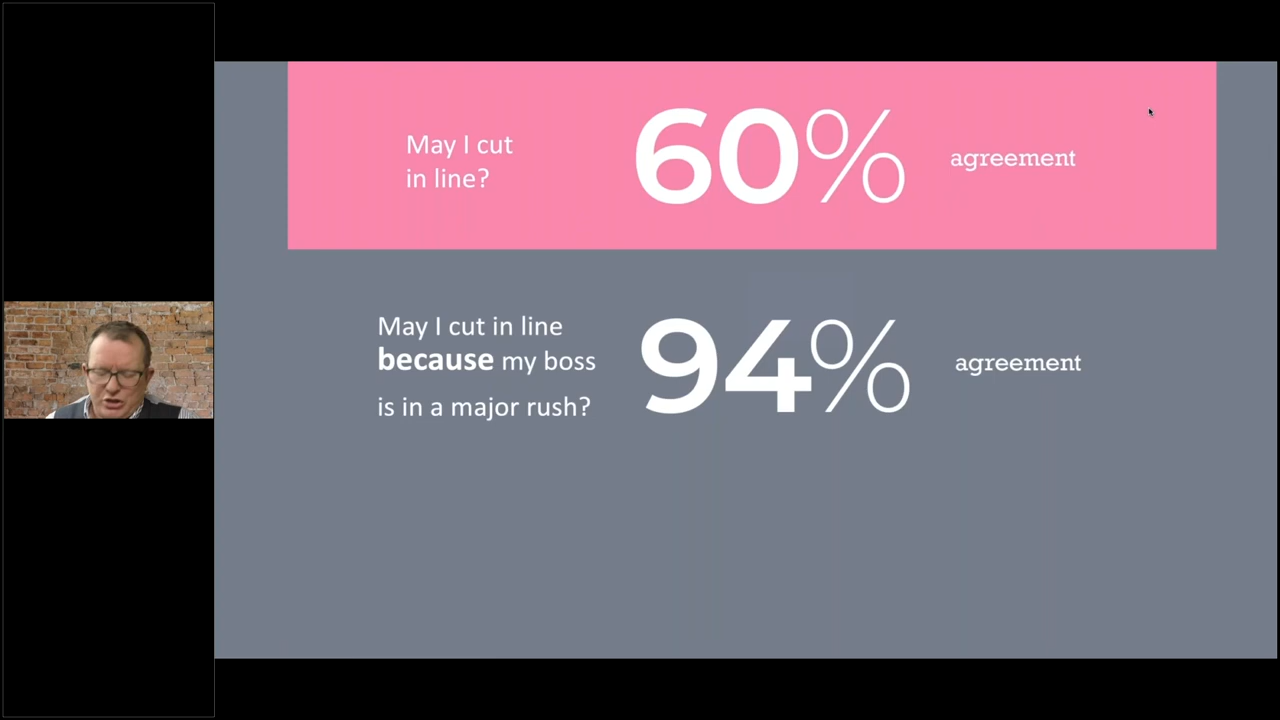 May I cut
in line?
60%
agreement
May I cut in line
because my boss
is in a major rush?
94%
agreement